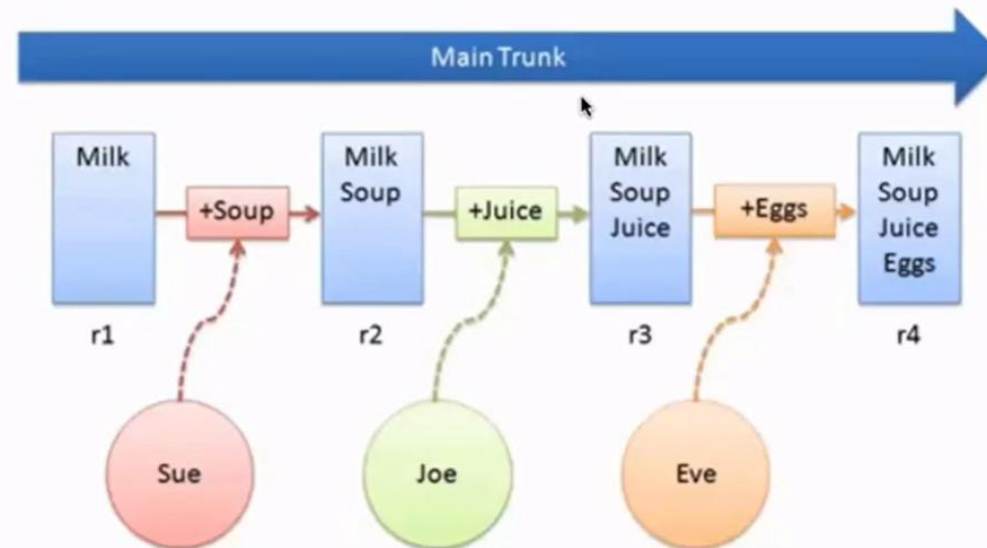 Main Trunk
Milk
+Soup
Milk
Soup
+Juice
Milk
Soup
Juice
+Eggs
Milk
Soup
Juice
Eggs
r1
r2
r3
r4
Sue
Joe
Eve